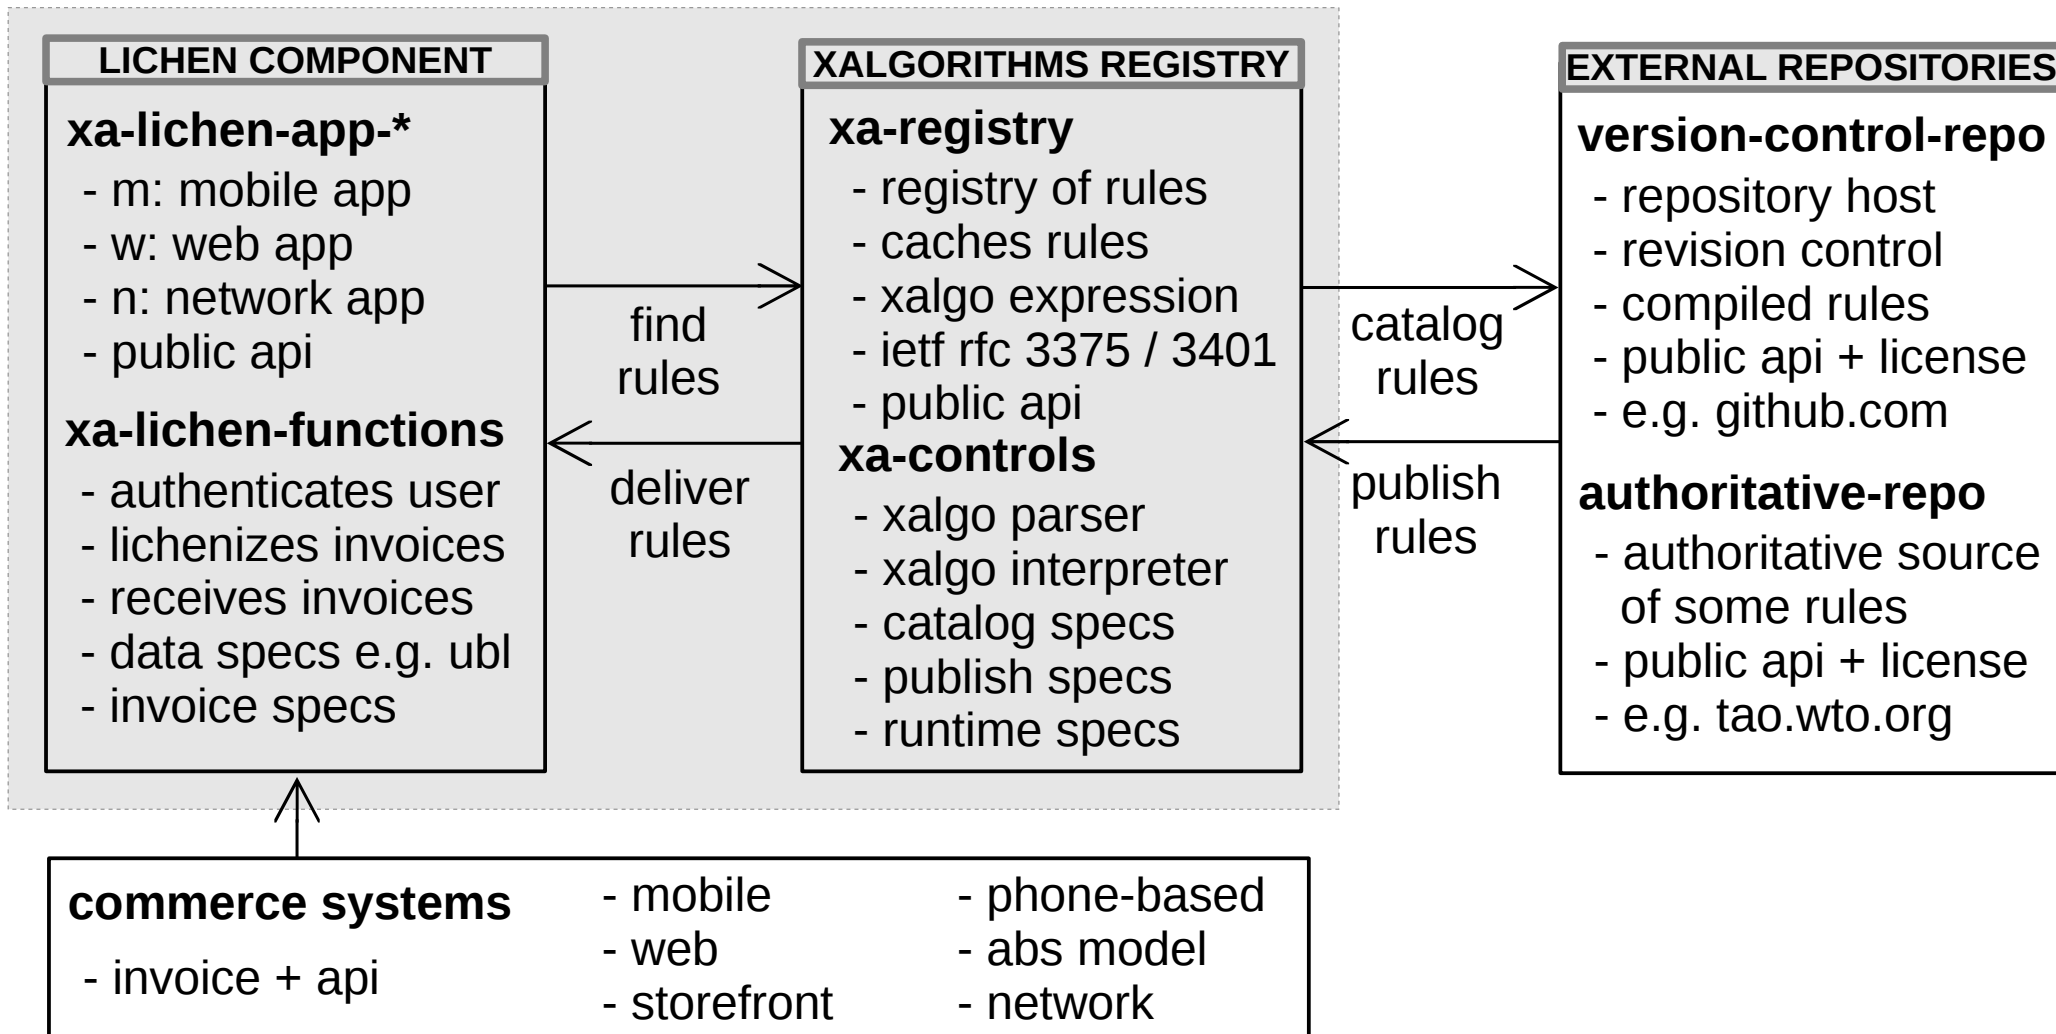 LICHEN COMPONENT
xa-lichen-app-*
- m: mobile app
- w: web app
- n: network app
- public api
xa-lichen-functions
- authenticates user
- lichenizes invoices
- receives invoices
- data specs e.g. ubl
- invoice specs
find
rules
deliver
rules
XALGORITHMS REGISTRY
xa-registry
- registry of rules
- caches rules
- xalgo expression
- ietf rfc 3375 / 3401
- public api
xa-controls
- xalgo parser
- xalgo interpreter
- catalog specs
- publish specs
- runtime specs
catalog
rules
publish
rules
EXTERNAL REPOSITORIES
version-control-repo
- repository host
- revision control
- compiled rules
- public api + license
- e.g. github.com
authoritative-repo
- authoritative source
of some rules
- public api + license
- e.g. tao.wto.org
commerce systems
- invoice + api
- mobile
- web
- storefront
- phone-based
- abs model
- network